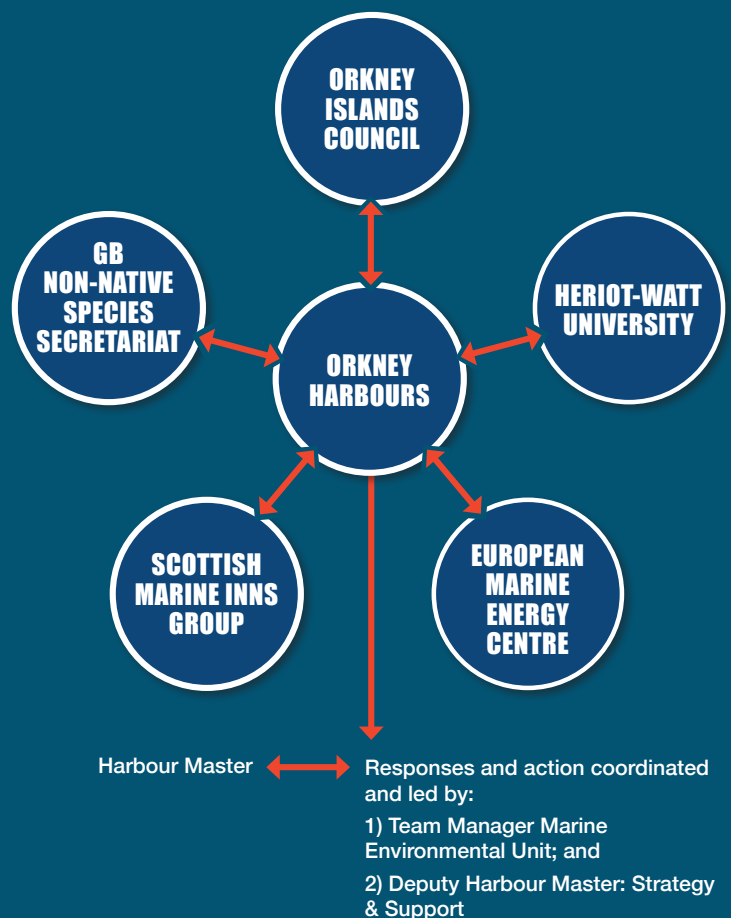 ORKNEY
ISLANDS
COUNCIL
GB
NON-NATIVE
SPECIES
SECRETARIAT
HERIOT-WATT
UNIVERSITY
ORKNEY
HARBOURS
SCOTTISH
MARINE INNS
GROUP
EUROPEAN
MARINE
ENERGY
CENTRE
Harbour Master
Responses and action coordinated
and led by:
1) Team Manager Marine
Environmental Unit; and
2) Deputy Harbour Master: Strategy
& Support